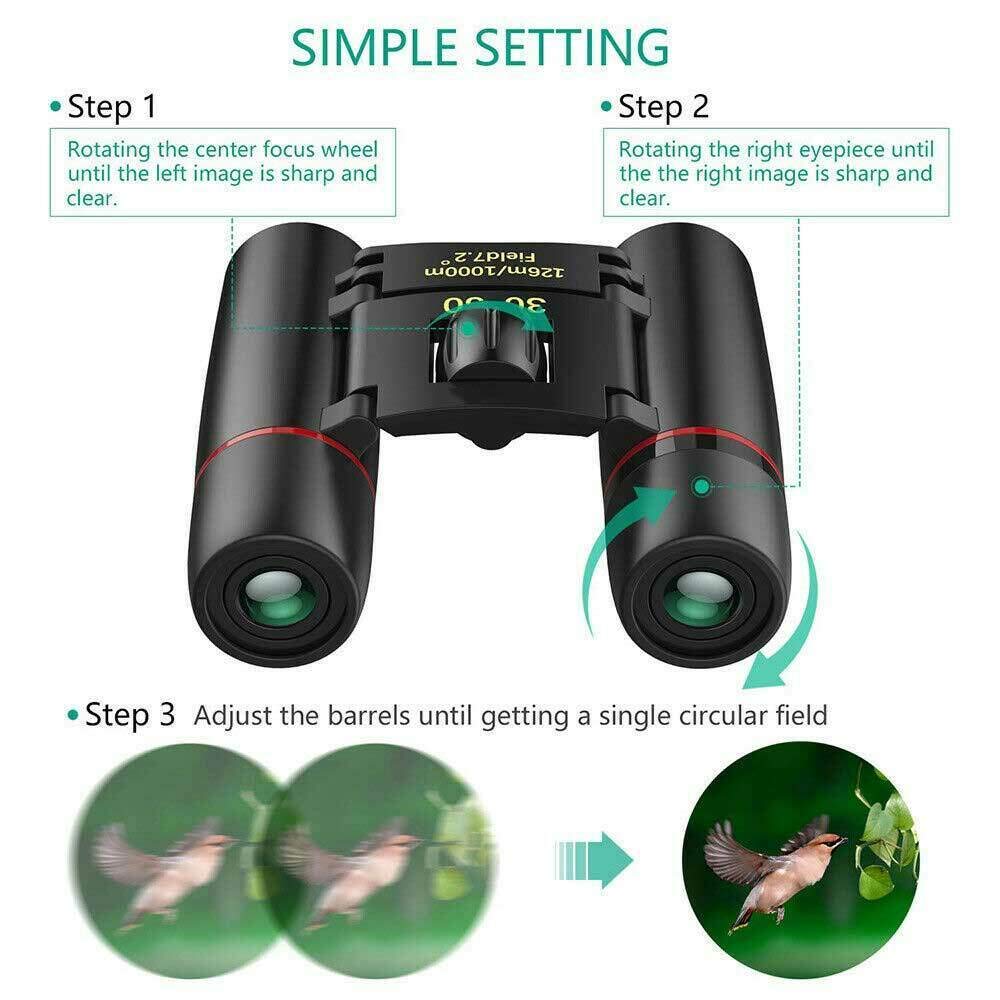 SIMPLE SETTING
• Step 1
Rotating the center focus wheel
until the left image is sharp and
clear.
• Step 2
Rotating the right eyepiece until
the the right image is sharp and
clear.
126m/1000m
Field7.2°
• Step 3 Adjust the barrels until getting a single circular field